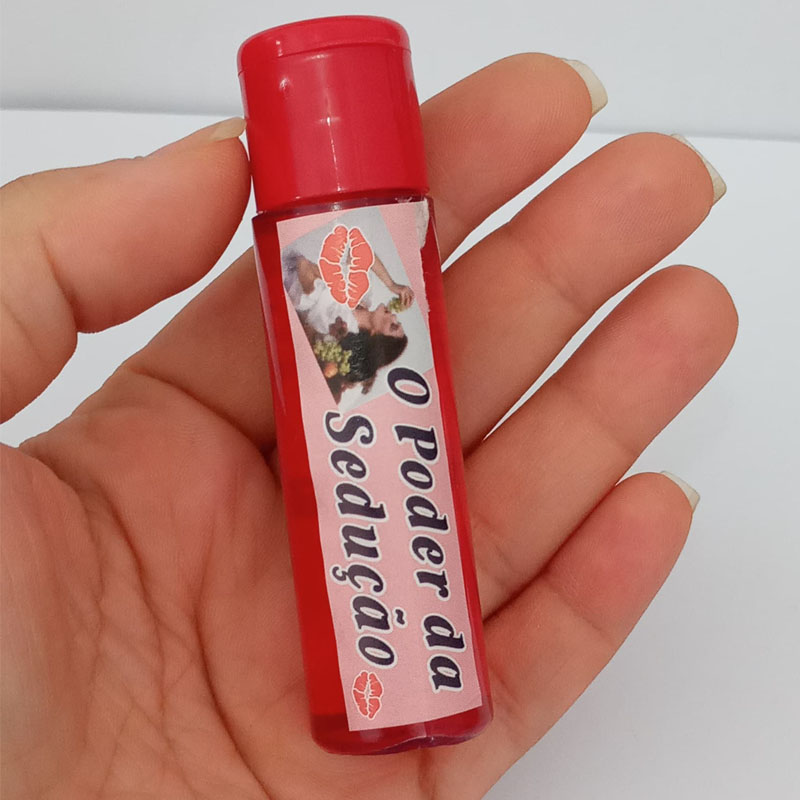 O Poder da
Sedução